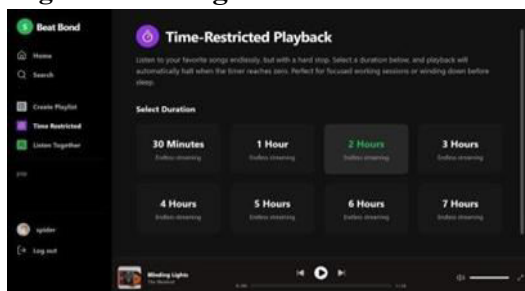 Beat Bond
Home
Search
Create Playlist
Time Restricted
Listen Together
spider
Log out
Time-Restricted Playback
Listen to your favorite songs endlessly, but with a hard stop. Select a duration below, and playback will
automatically halt when the timer reaches zero. Perfect for focused working sessions or winding down before
sleep.
Select Duration
30 Minutes
Endless streaming
1 Hour
Endless streaming
2 Hours
Endless streaming
3 Hours
Endless streaming
4 Hours
Endless streaming
5 Hours
Endless streaming
6 Hours
Endless streaming
7 Hours
Endless streaming
Blinding Lights
The Weeknd